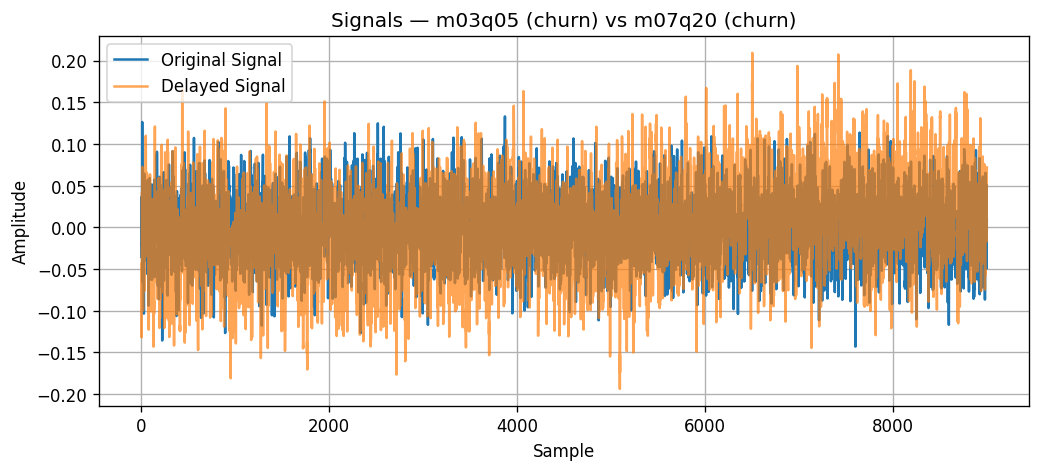 Signals — m03q05 (churn) vs m07q20 (churn)
Original Signal
Delayed Signal
0.20
0.15
0.10
0.05
0.00
−0.05
−0.10
−0.15
−0.20
Amplitude
0 2000 4000 6000 8000
Sample